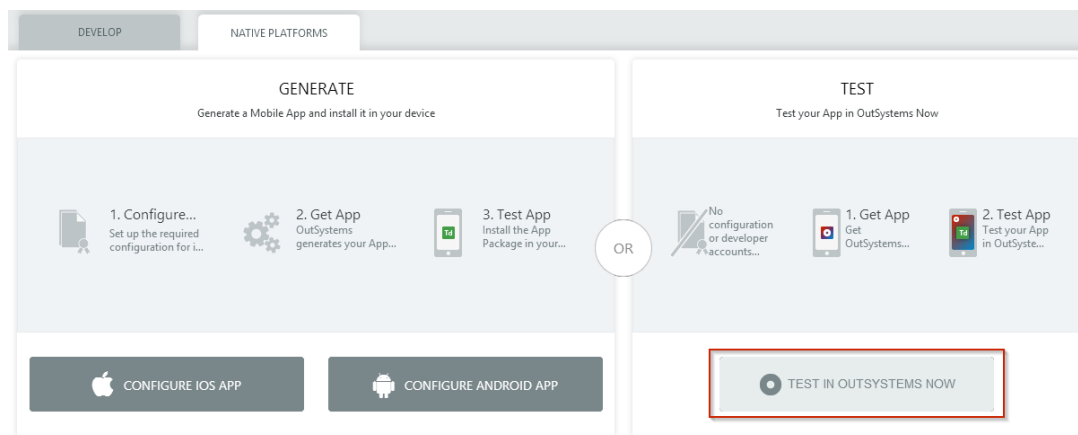 DEVELOP
NATIVE PLATFORMS
GENERATE
Generate a Mobile App and install it in your device
1. Configure...
Set up the required
configuration for i...
2. Get App
OutSystems
generates your App...
Td
3. Test App
Install the App
Package in your...
CONFIGURE IOS APP
CONFIGURE ANDROID APP
OR
TEST
Test your App in OutSystems Now
No
configuration
or developer
accounts...
1. Get App
Get
OutSystems...
Td
2. Test App
Test your App
in OutSyste...
TEST IN OUTSYSTEMS NOW